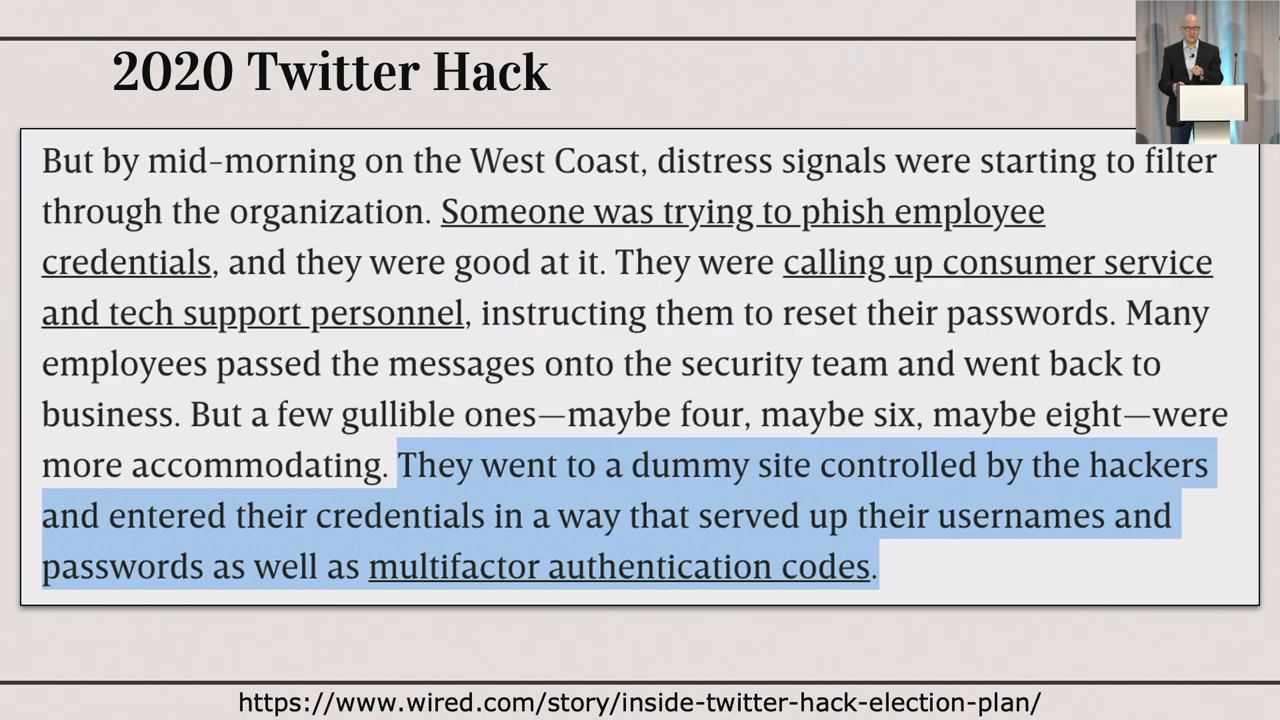 2020 Twitter Hack
But by mid-morning on the West Coast, distress signals were starting to filter
through the organization. Someone was trying to phish employee
credentials, and they were good at it. They were calling up consumer service
and tech support personnel, instructing them to reset their passwords. Many
employees passed the messages onto the security team and went back to
business. But a few gullible ones—maybe four, maybe six, maybe eight—were
more accommodating. They went to a dummy site controlled by the hackers
and entered their credentials in a way that served up their usernames and
passwords as well as multifactor authentication codes.
https://www.wired.com/story/inside-twitter-hack-election-plan/